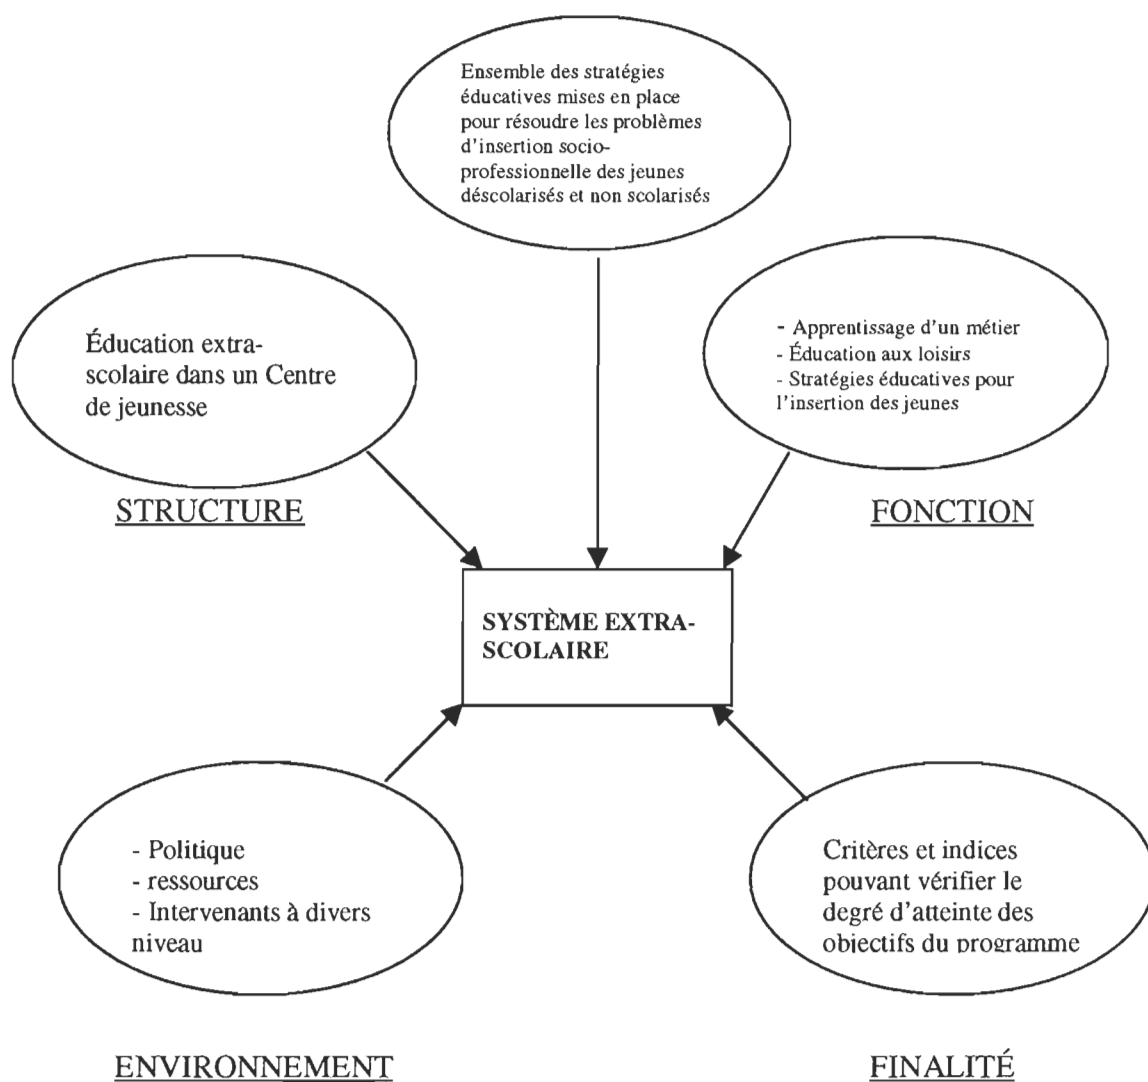 Ensemble des stratégies
éducatives mises en place
pour résoudre les problèmes
d'insertion socio-
professionnelle des jeunes
déscolarisés et non scolarisés
Éducation extra-
scolaire dans un Centre
de jeunesse
STRUCTURE
- Apprentissage d'un métier
- Éducation aux loisirs
- Stratégies éducatives pour
l'insertion des jeunes
FONCTION
SYSTÈME EXTRA-
SCOLAIRE
- Politique
- ressources
- Intervenants à divers
niveau
ENVIRONNEMENT
Critères et indices
pouvant vérifier le
degré d'atteinte des
objectifs du programme
FINALITÉ